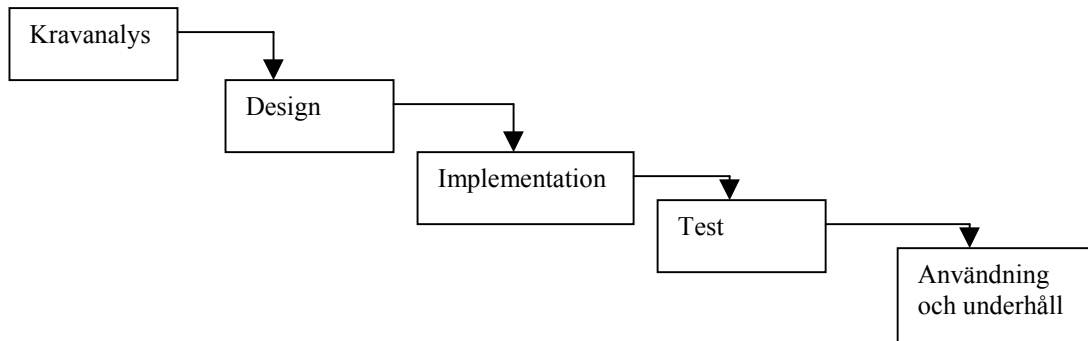 Kravanalys
Design
Implementation
Test
Användning
och underhåll